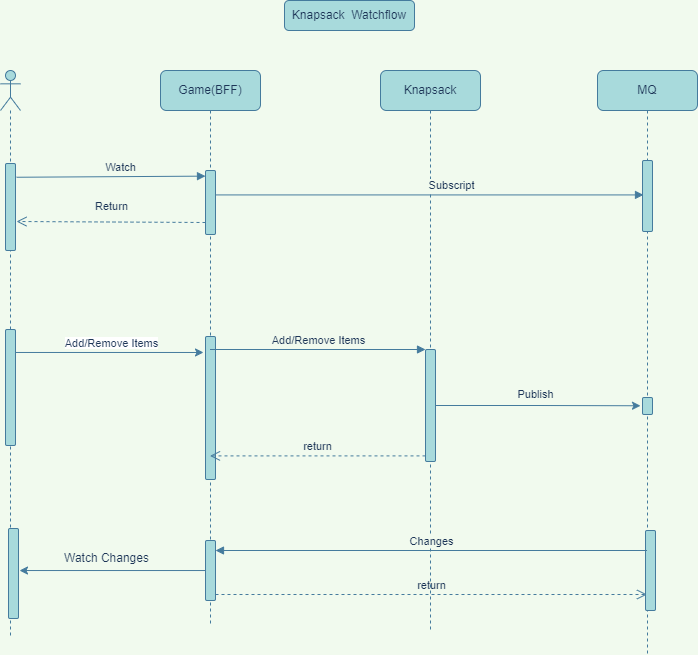 Knapsack Watchflow
Game(BFF)
Knapsack
MQ
Watch
Subscript
Return
Add/Remove Items
Add/Remove Items
Publish
return
Changes
Watch Changes
return